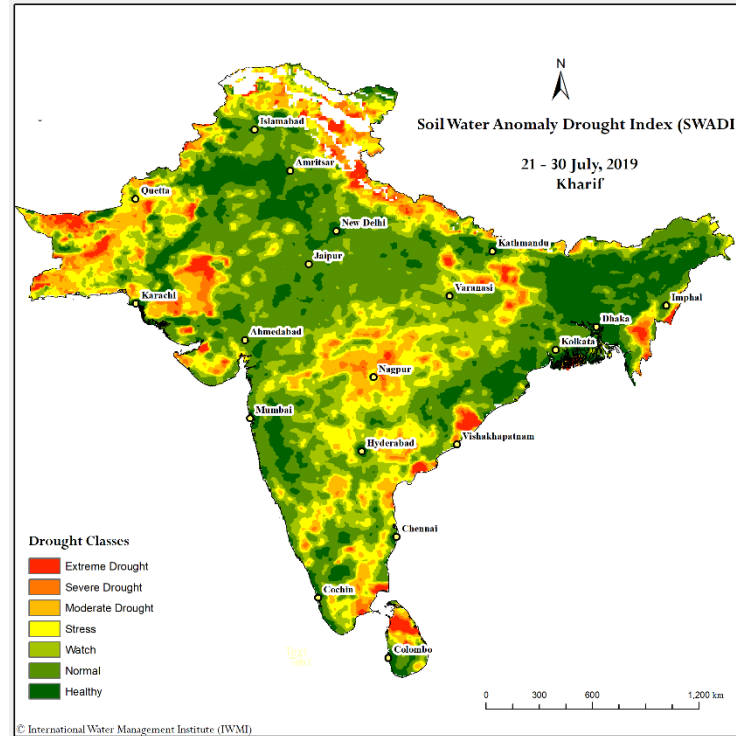 N
Soil Water Anomaly Drought Index (SWADI
21 - 30 July, 2019
Kharif
Islamabad
Amritsar
Quetta
New Delhi
Kathmandu
Jaipur
Varanasi
Karachi
Imphal
Dhaka
Ahmedabad
Kolkata
Nagpur
Mumbai
Hyderabad
Vishakhapatnam
Chennai
Drought Classes
Extreme Drought
Severe Drought
Moderate Drought
Stress
Watch
Normal
Healthy
Cochin
Colombo
0 300 600 1,200 km
© International Water Management Institute (IWMI)